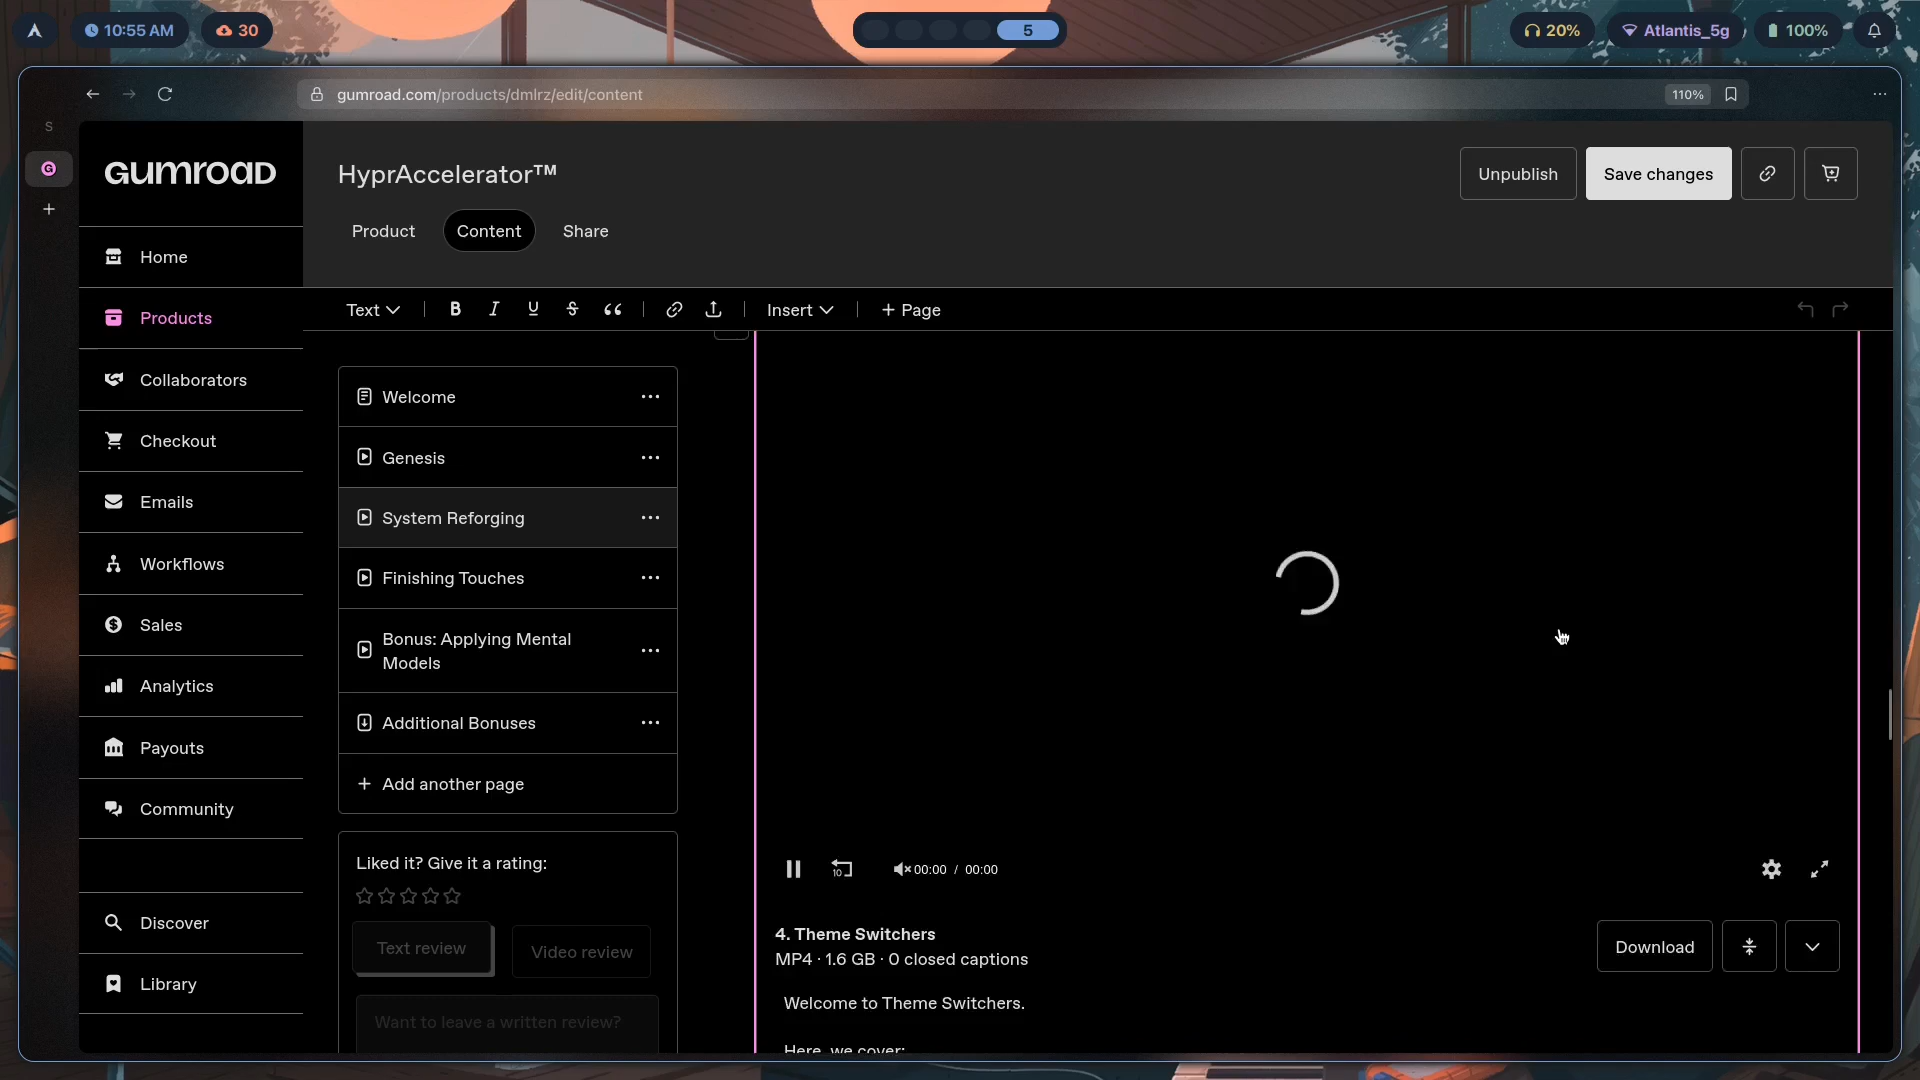 10:55 AM
30
5
20%
Atlantis_5g
100%
gumroad.com/products/dmlrz/edit/content
110%
S
G
GUMROAD
HyprAccelerator™
Unpublish
Save changes
Product
Content
Share
Home
Products
Collaborators
Checkout
Emails
Workflows
Sales
Analytics
Payouts
Community
Discover
Library
Text
B
I
U
S
Insert
+ Page
Welcome
Genesis
System Reforging
Finishing Touches
Bonus: Applying Mental
Models
Additional Bonuses
+ Add another page
Liked it? Give it a rating:
Text review
Video review
Want to leave a written review?
10
00:00 / 00:00
4. Theme Switchers
MP4 · 1.6 GB · 0 closed captions
Download
Welcome to Theme Switchers.
Here, we cover: